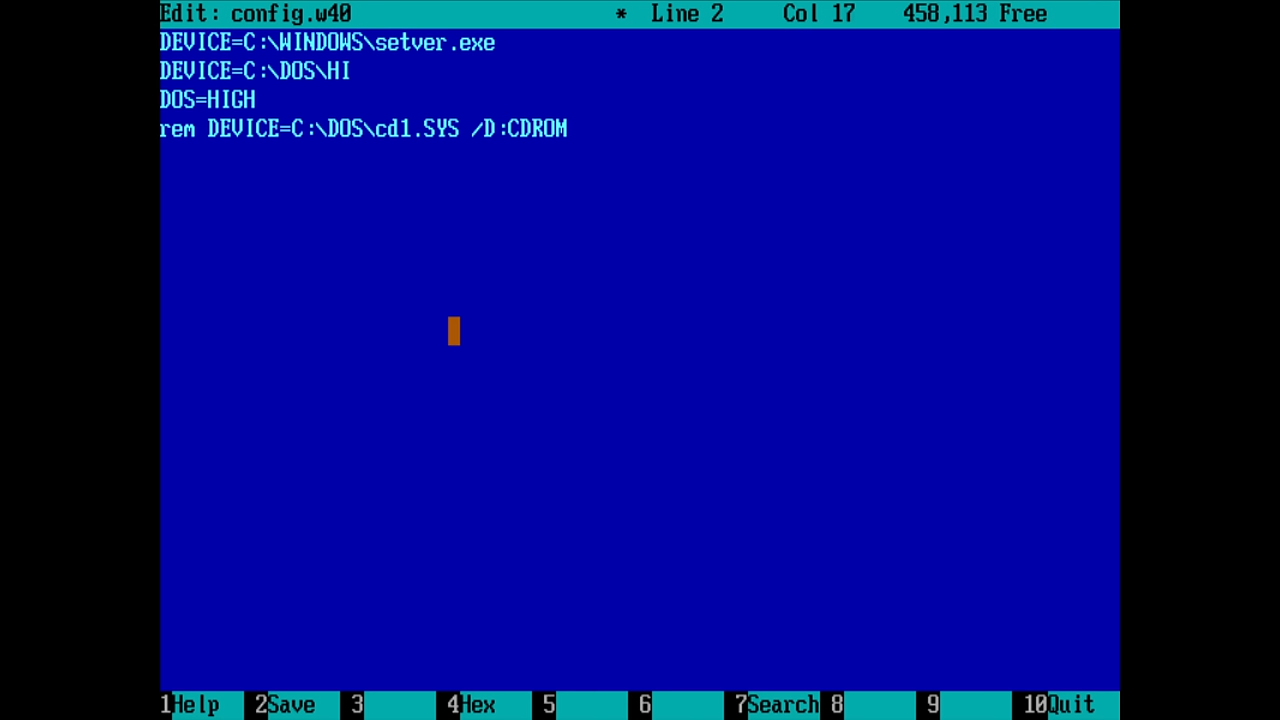 Edit: config.w40 * Line 2 Col 17 458,113 Free
DEVICE=C:\WINDOWS\setver.exe
DEVICE=C:\DOS\HI
DOS=HIGH
rem DEVICE=C:\DOS\cd1.SYS /D:CDROM
1Help 2Save 3 4Hex 5 6 7Search 8 9 10Quit